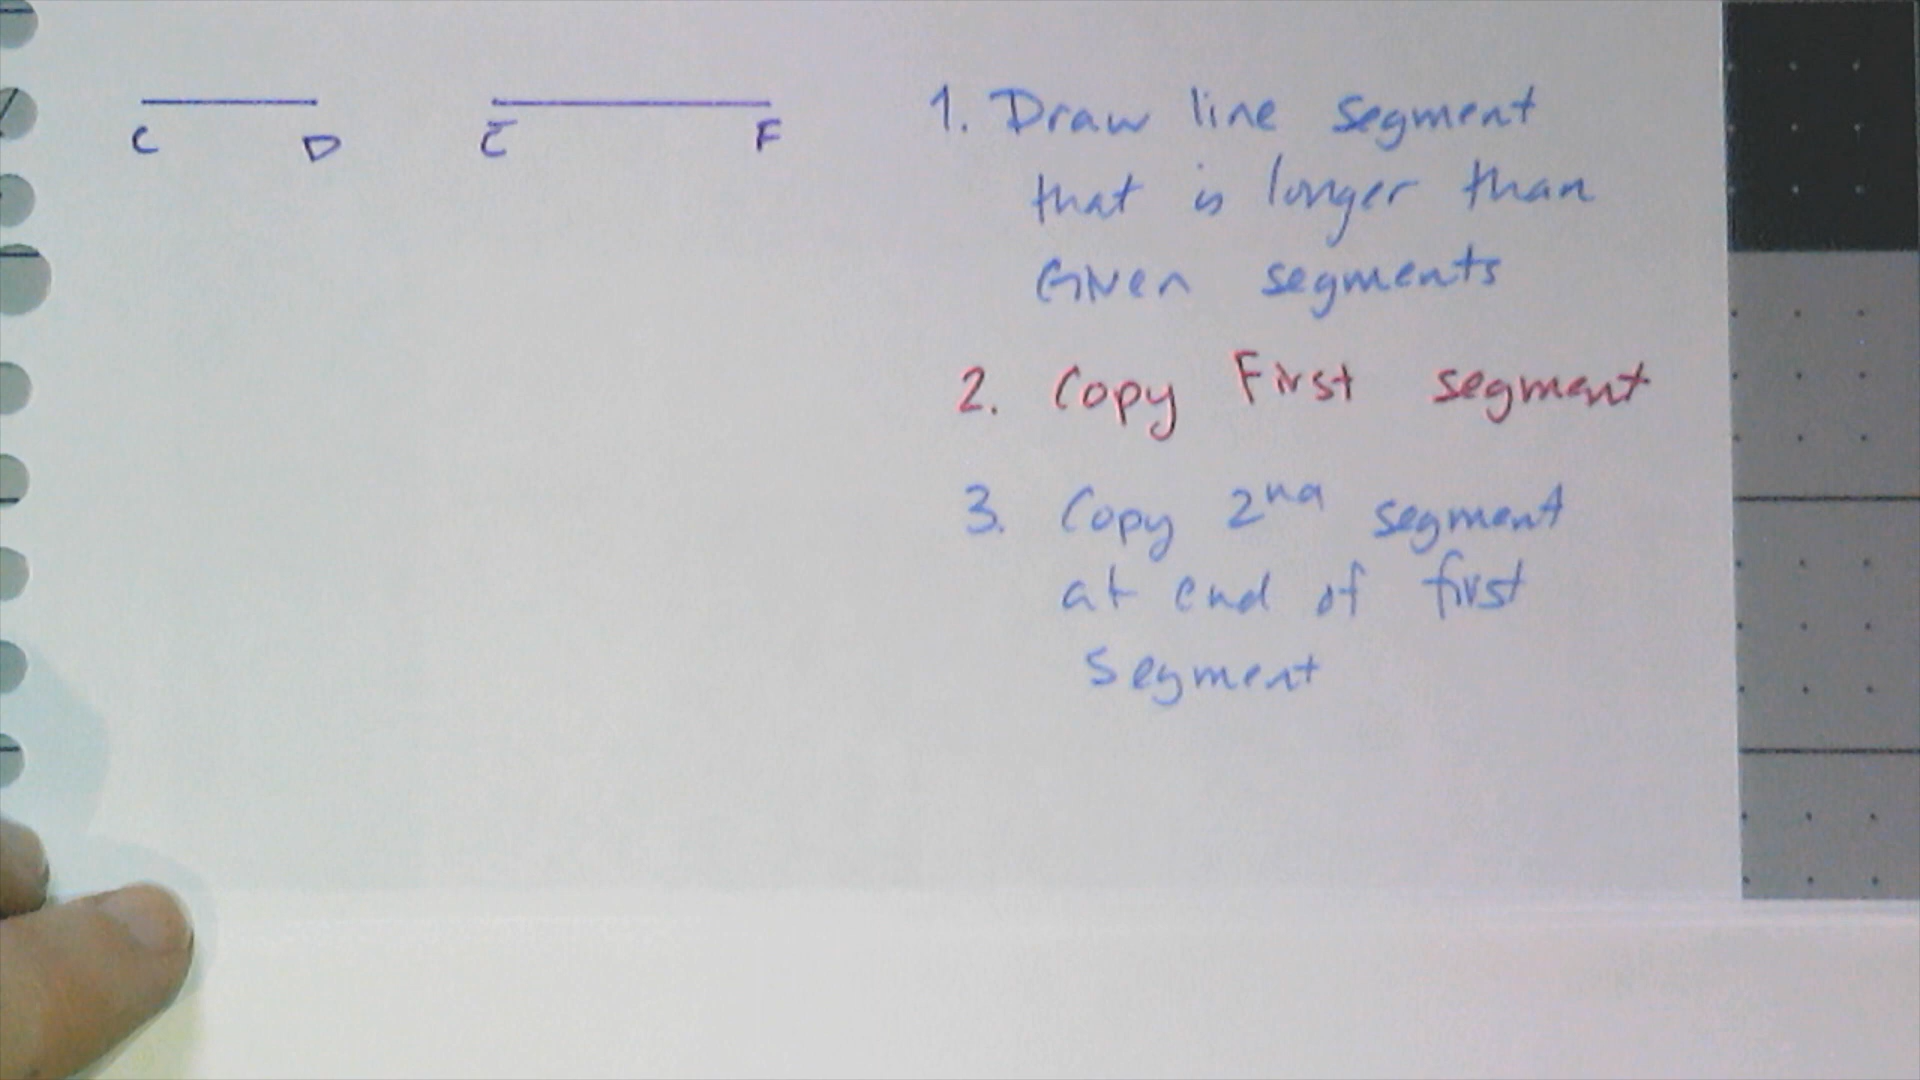 C D E F
1. Draw line segment
that is longer than
Given segments
2. Copy First segment
3. Copy 2nd segment
at end of first
segment